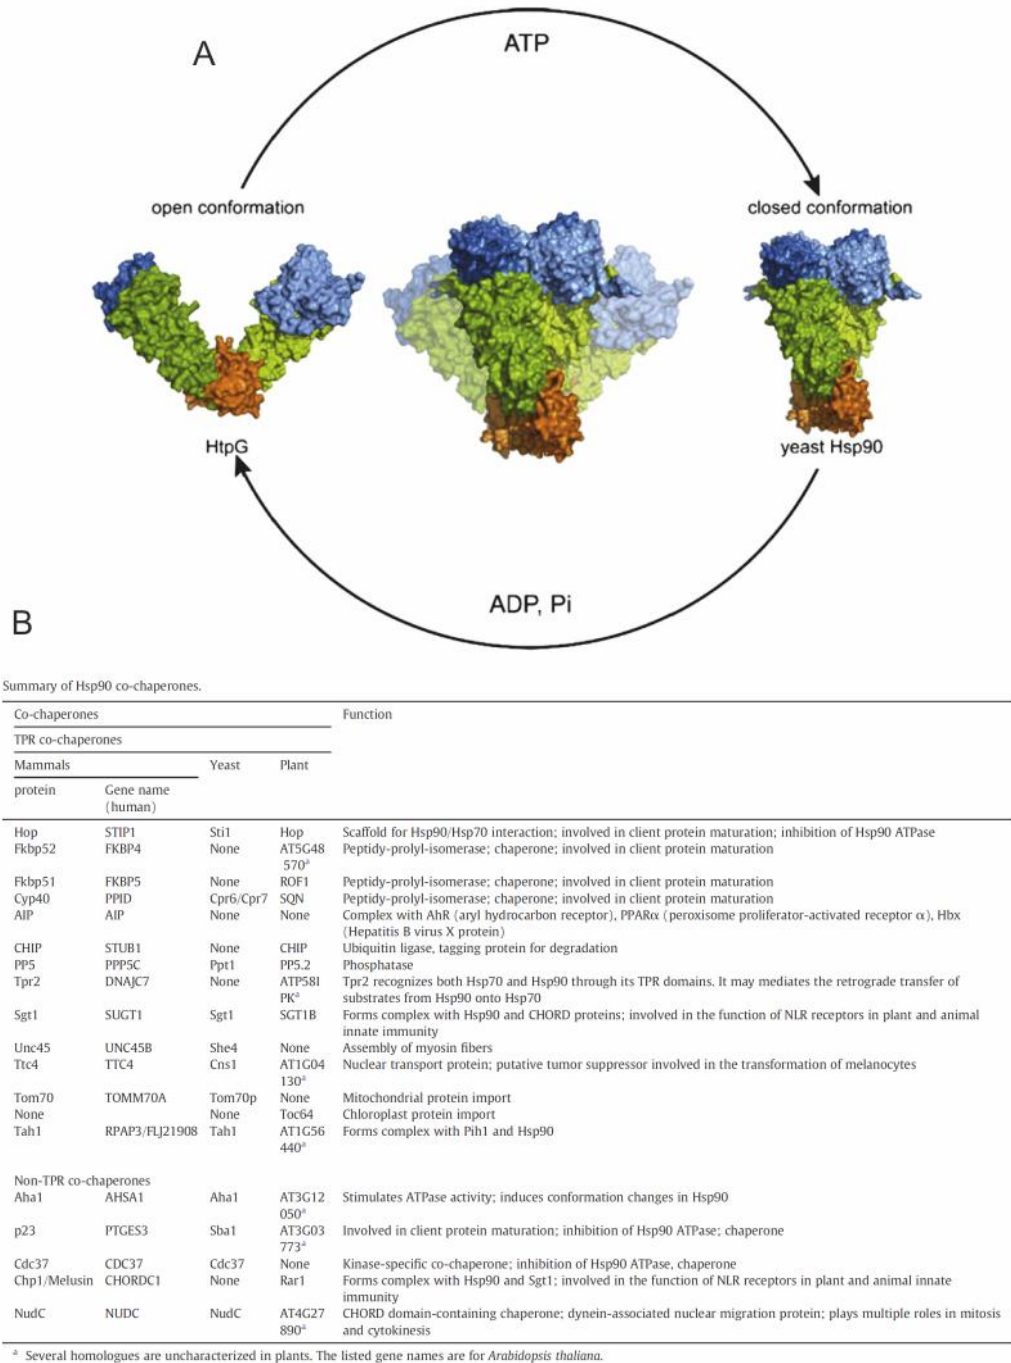 A
ATP
open conformation
closed conformation
HtpG
yeast Hsp90
ADP, Pi
B
Summary of Hsp90 co-chaperones.
Co-chaperones Function
TPR co-chaperones
Mammals Yeast Plant
protein Gene name
(human)
Hop STIP1 Sti1 Hop Scaffold for Hsp90/Hsp70 interaction; involved in client protein maturation; inhibition of Hsp90 ATPase
Fkbp52 FKBP4 None AT5G48 Peptidy-prolyl-isomerase; chaperone; involved in client protein maturation
570ᵃ
Fkbp51 FKBP5 None ROF1 Peptidy-prolyl-isomerase; chaperone; involved in client protein maturation
Cyp40 PPID Cpr6/Cpr7 SQN Peptidy-prolyl-isomerase; chaperone; involved in client protein maturation
AIP AIP None None Complex with AhR (aryl hydrocarbon receptor), PPARα (peroxisome proliferator-activated receptor α), Hbx
(Hepatitis B virus X protein)
CHIP STUB1 None CHIP Ubiquitin ligase, tagging protein for degradation
PP5 PPP5C Ppt1 PP5.2 Phosphatase
Tpr2 DNAJC7 None ATP58I Tpr2 recognizes both Hsp70 and Hsp90 through its TPR domains. It may mediates the retrograde transfer of
PKᵃ substrates from Hsp90 onto Hsp70
Sgt1 SUGT1 Sgt1 SGT1B Forms complex with Hsp90 and CHORD proteins; involved in the function of NLR receptors in plant and animal
innate immunity
Unc45 UNC45B She4 None Assembly of myosin fibers
Ttc4 TTC4 Cns1 AT1G04 Nuclear transport protein; putative tumor suppressor involved in the transformation of melanocytes
130ᵃ
Tom70 TOMM70A Tom70p None Mitochondrial protein import
None None Toc64 Chloroplast protein import
Tah1 RPAP3/FLJ21908 Tah1 AT1G56 Forms complex with Pih1 and Hsp90
440ᵃ
Non-TPR co-chaperones
Aha1 AHSA1 Aha1 AT3G12 Stimulates ATPase activity; induces conformation changes in Hsp90
050ᵃ
p23 PTGES3 Sba1 AT3G03 Involved in client protein maturation; inhibition of Hsp90 ATPase; chaperone
773ᵃ
Cdc37 CDC37 Cdc37 None Kinase-specific co-chaperone; inhibition of Hsp90 ATPase, chaperone
Chp1/Melusin CHORDC1 None Rar1 Forms complex with Hsp90 and Sgt1; involved in the function of NLR receptors in plant and animal innate
immunity
NudC NUDC NudC AT4G27 CHORD domain-containing chaperone; dynein-associated nuclear migration protein; plays multiple roles in mitosis
890ᵃ and cytokinesis
ᵃ Several homologues are uncharacterized in plants. The listed gene names are for Arabidopsis thaliana.